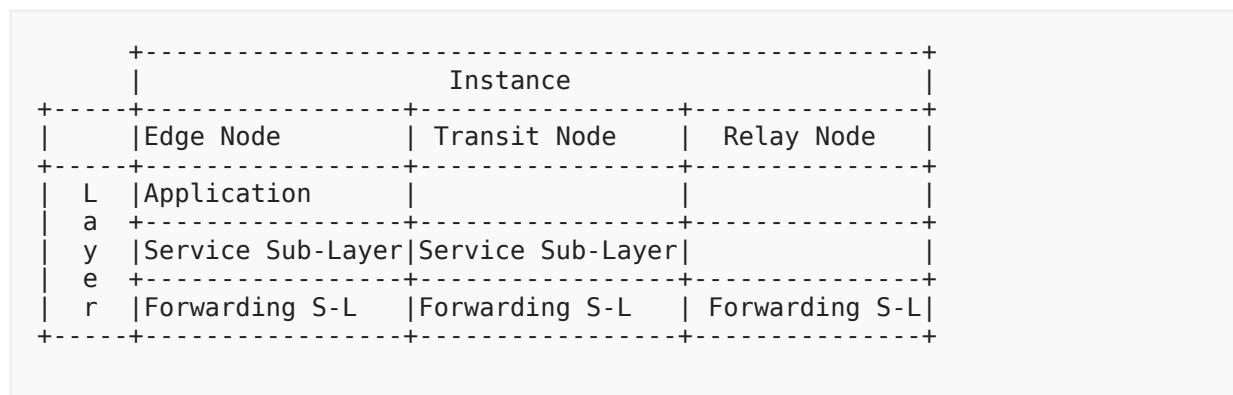 +---------------------------------------------------+
      |                    Instance                       |
+-----+-----------------+-----------------+---------------+
|     |Edge Node        | Transit Node    |  Relay Node   |
+-----+-----------------+-----------------+---------------+
|  L  |Application      |                 |               |
|  a  +-----------------+-----------------+---------------+
|  y  |Service Sub-Layer|Service Sub-Layer|               |
|  e  +-----------------+-----------------+---------------+
|  r  |Forwarding S-L   |Forwarding S-L   | Forwarding S-L|
+-----+-----------------+-----------------+---------------+